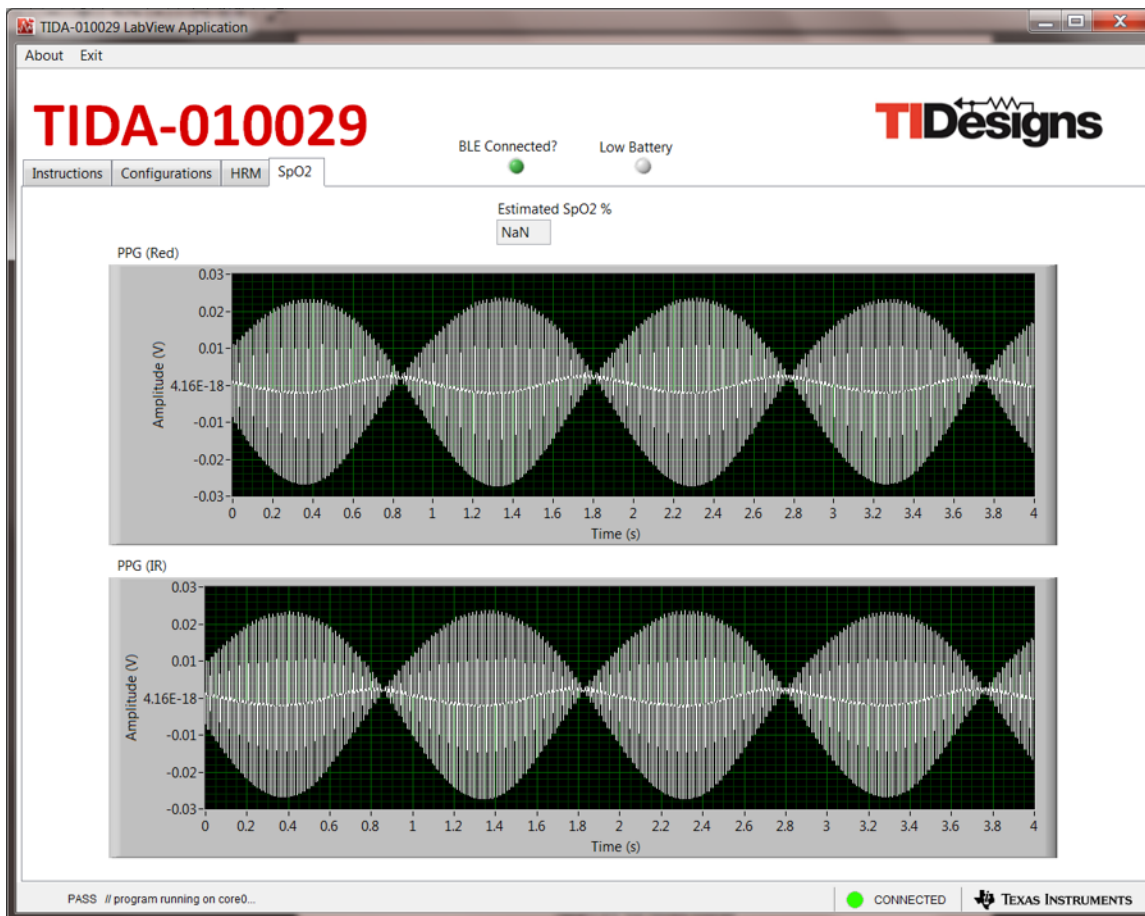 TIDA-010029 LabView Application
About Exit
TIDA-010029
TIDesigns
BLE Connected? Low Battery
Instructions Configurations HRM SpO2
Estimated SpO2 %
NaN
PPG (Red)
0.03
0.02
0.01
4.16E-18
-0.01
-0.02
-0.03
Amplitude (V)
0 0.2 0.4 0.6 0.8 1 1.2 1.4 1.6 1.8 2 2.2 2.4 2.6 2.8 3 3.2 3.4 3.6 3.8 4
Time (s)
PPG (IR)
0.03
0.02
0.01
4.16E-18
-0.01
-0.02
-0.03
Amplitude (V)
0 0.2 0.4 0.6 0.8 1 1.2 1.4 1.6 1.8 2 2.2 2.4 2.6 2.8 3 3.2 3.4 3.6 3.8 4
Time (s)
PASS // program running on core0... CONNECTED TEXAS INSTRUMENTS